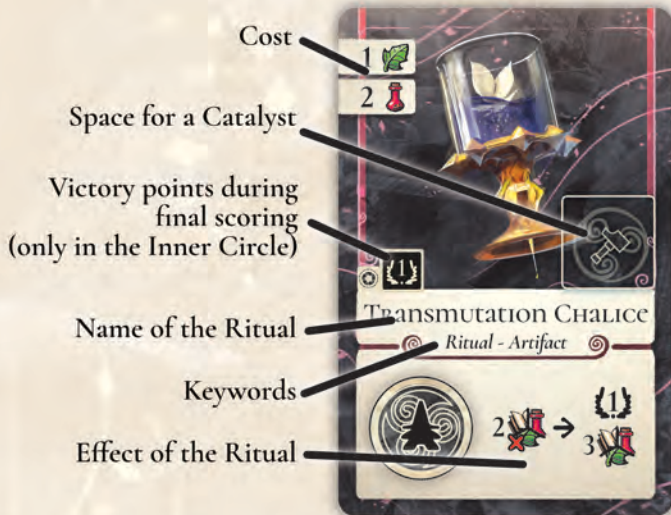 Cost
1
2
Space for a Catalyst
Victory points during
final scoring
(only in the Inner Circle)
1
Name of the Ritual
Transmutation Chalice
Keywords
Ritual - Artifact
Effect of the Ritual
2
1
3